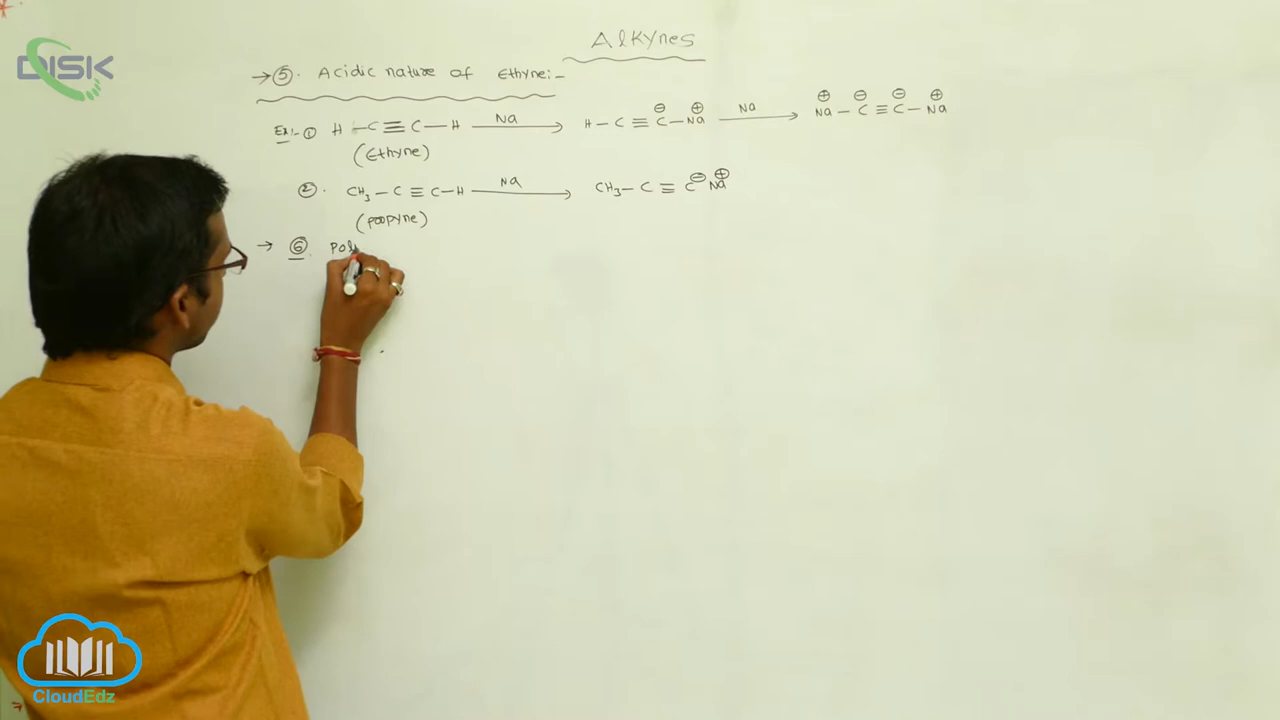 DISK
Alkynes
→ ⑤. Acidic nature of Ethyne:-
Ex:- ① H — C ≡ C — H —Na→ H — C ≡ C⊖ — Na⊕ —Na→ Na⊕ — C⊖ ≡ C⊖ — Na⊕
(Ethyne)
②. CH₃ — C ≡ C — H —Na→ CH₃ — C ≡ C⊖ Na⊕
(propyne)
→ ⑥. Pol
CloudEdz